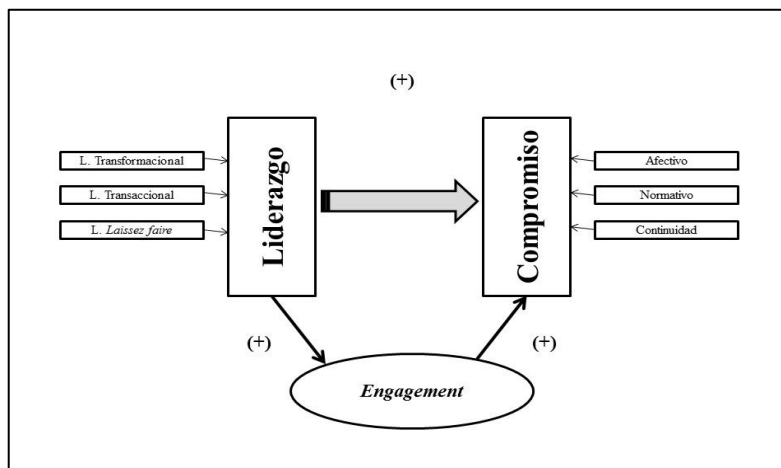 (+)
Liderazgo
Compromiso
L. Transformacional
L. Transaccional
L. Laissez faire
Afectivo
Normativo
Continuidad
(+)
(+)
Engagement